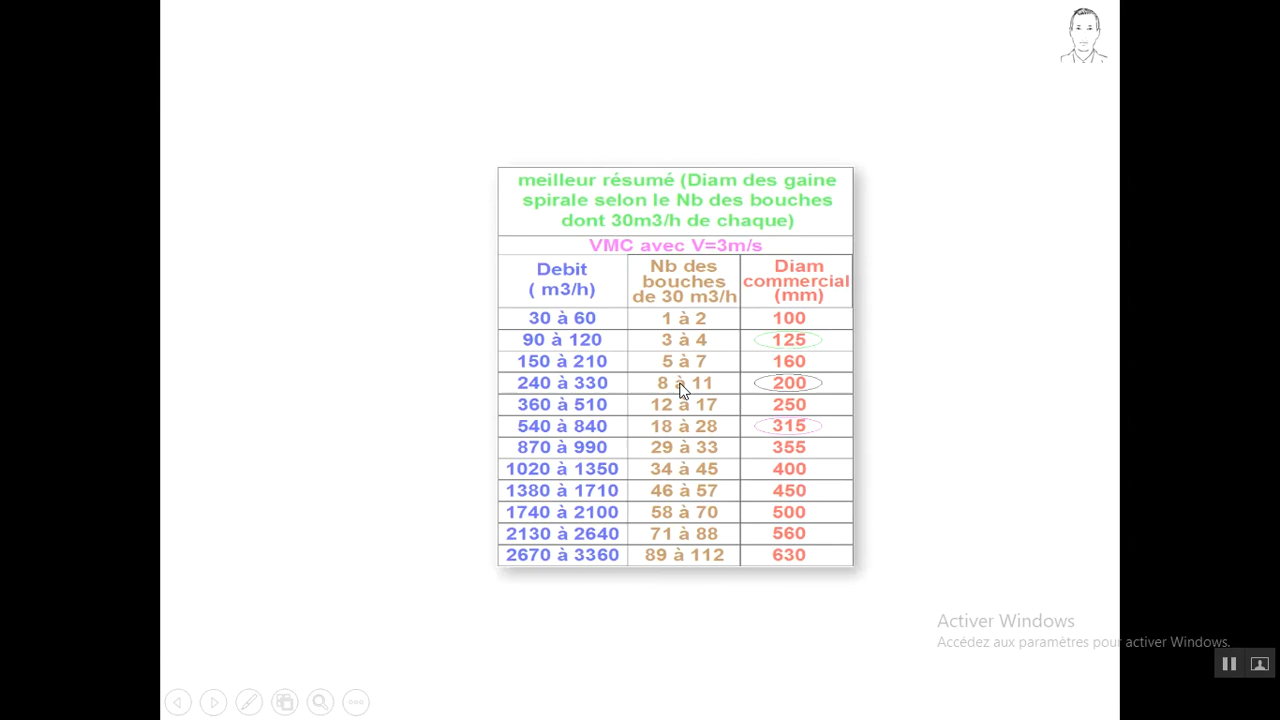 meilleur résumé (Diam des gaine
spirale selon le Nb des bouches
dont 30m3/h de chaque)
VMC avec V=3m/s
Debit
( m3/h)
Nb des
bouches
de 30 m3/h
Diam
commercial
(mm)
30 à 60 1 à 2 100
90 à 120 3 à 4 125
150 à 210 5 à 7 160
240 à 330 8 à 11 200
360 à 510 12 à 17 250
540 à 840 18 à 28 315
870 à 990 29 à 33 355
1020 à 1350 34 à 45 400
1380 à 1710 46 à 57 450
1740 à 2100 58 à 70 500
2130 à 2640 71 à 88 560
2670 à 3360 89 à 112 630
Activer Windows
Accédez aux paramètres pour activer Windows.